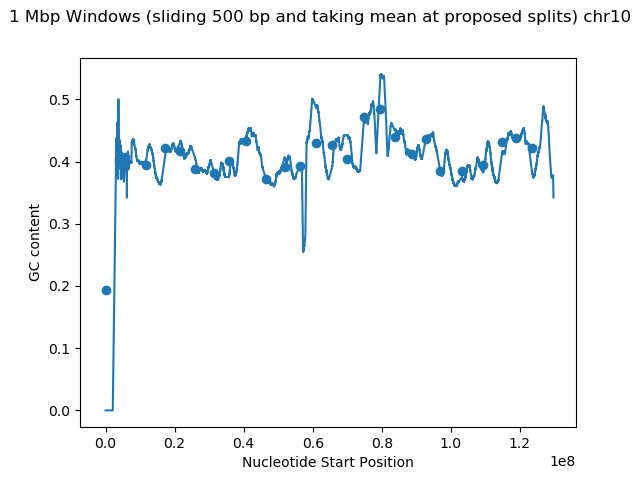 1 Mbp Windows (sliding 500 bp and taking mean at proposed splits) chr10
GC content
0.5
0.4
0.3
0.2
0.1
0.0
0.0 0.2 0.4 0.6 0.8 1.0 1.2
1e8
Nucleotide Start Position